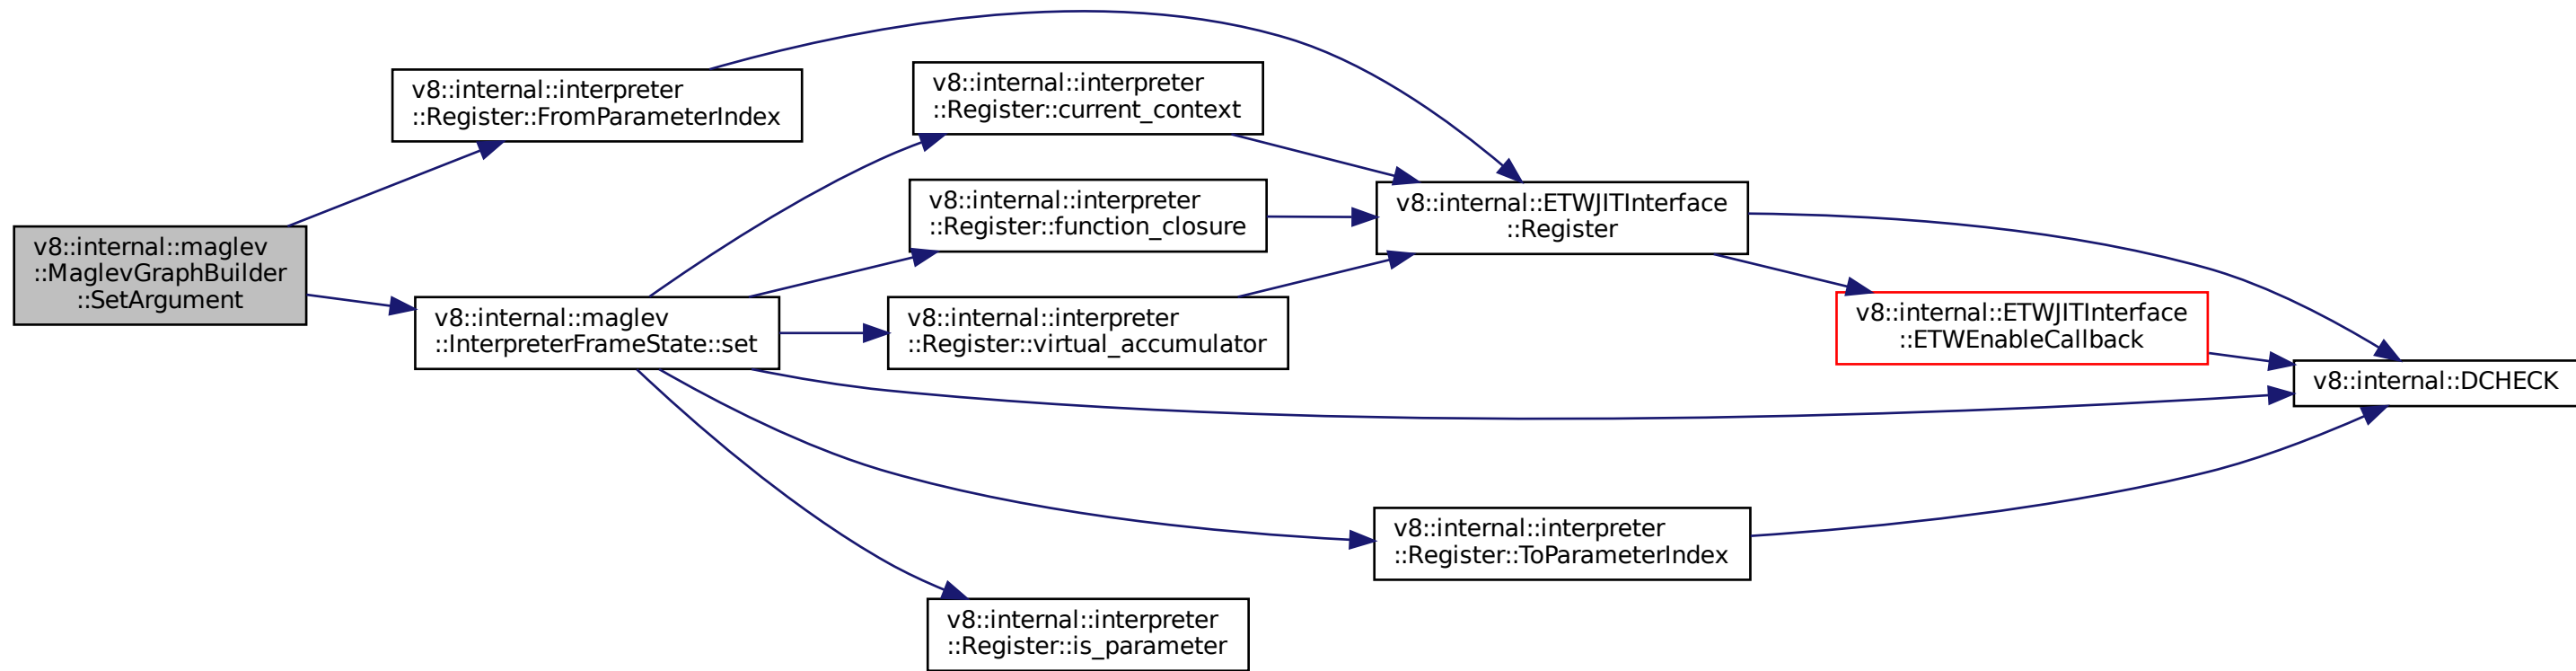 v8::internal::maglev
::MaglevGraphBuilder
::SetArgument
v8::internal::interpreter
::Register::FromParameterIndex
v8::internal::maglev
::InterpreterFrameState::set
v8::internal::interpreter
::Register::current_context
v8::internal::interpreter
::Register::function_closure
v8::internal::interpreter
::Register::virtual_accumulator
v8::internal::interpreter
::Register::is_parameter
v8::internal::ETWJITInterface
::Register
v8::internal::interpreter
::Register::ToParameterIndex
v8::internal::ETWJITInterface
::ETWEnableCallback
v8::internal::DCHECK